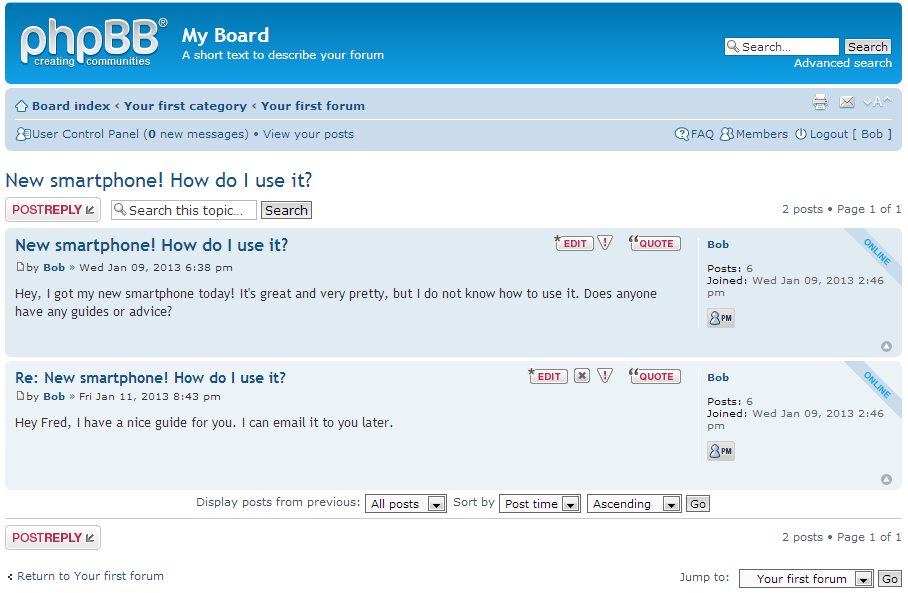 phpBB®
creating communities
My Board
A short text to describe your forum
Search... Search
Advanced search
Board index ‹ Your first category ‹ Your first forum
A
User Control Panel (0 new messages) • View your posts
FAQ Members Logout [ Bob ]
New smartphone! How do I use it?
POSTREPLY Search this topic... Search
2 posts • Page 1 of 1
New smartphone! How do I use it?
*EDIT ! “QUOTE
by Bob » Wed Jan 09, 2013 6:38 pm
Hey, I got my new smartphone today! It's great and very pretty, but I do not know how to use it. Does anyone
have any guides or advice?
Bob
ONLINE
Posts: 6
Joined: Wed Jan 09, 2013 2:46
pm
PM
Re: New smartphone! How do I use it?
*EDIT ! “QUOTE
by Bob » Fri Jan 11, 2013 8:43 pm
Hey Fred, I have a nice guide for you. I can email it to you later.
Bob
ONLINE
Posts: 6
Joined: Wed Jan 09, 2013 2:46
pm
PM
Display posts from previous: All posts Sort by Post time Ascending Go
POSTREPLY
2 posts • Page 1 of 1
Return to Your first forum
Jump to: Your first forum Go